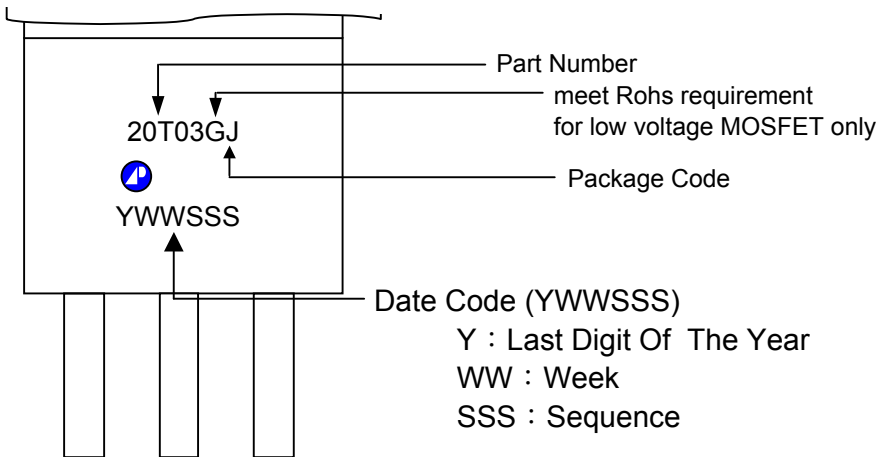 Part Number
meet Rohs requirement
for low voltage MOSFET only
20T03GJ
Package Code
AP
YWWSSS
Date Code (YWWSSS)
Y：Last Digit Of The Year
WW：Week
SSS：Sequence